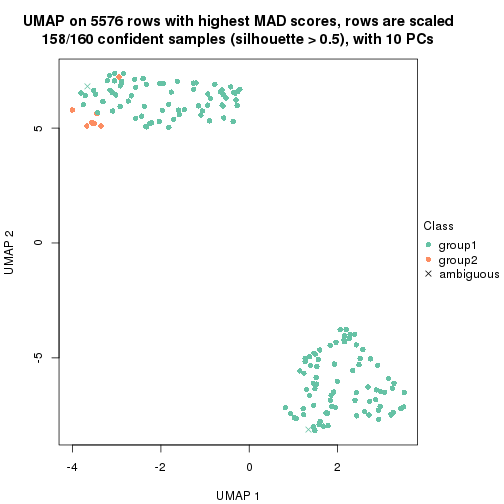 UMAP on 5576 rows with highest MAD scores, rows are scaled
158/160 confident samples (silhouette > 0.5), with 10 PCs
5
0
-5
UMAP 2
-4
-2
0
2
UMAP 1
Class
group1
group2
ambiguous